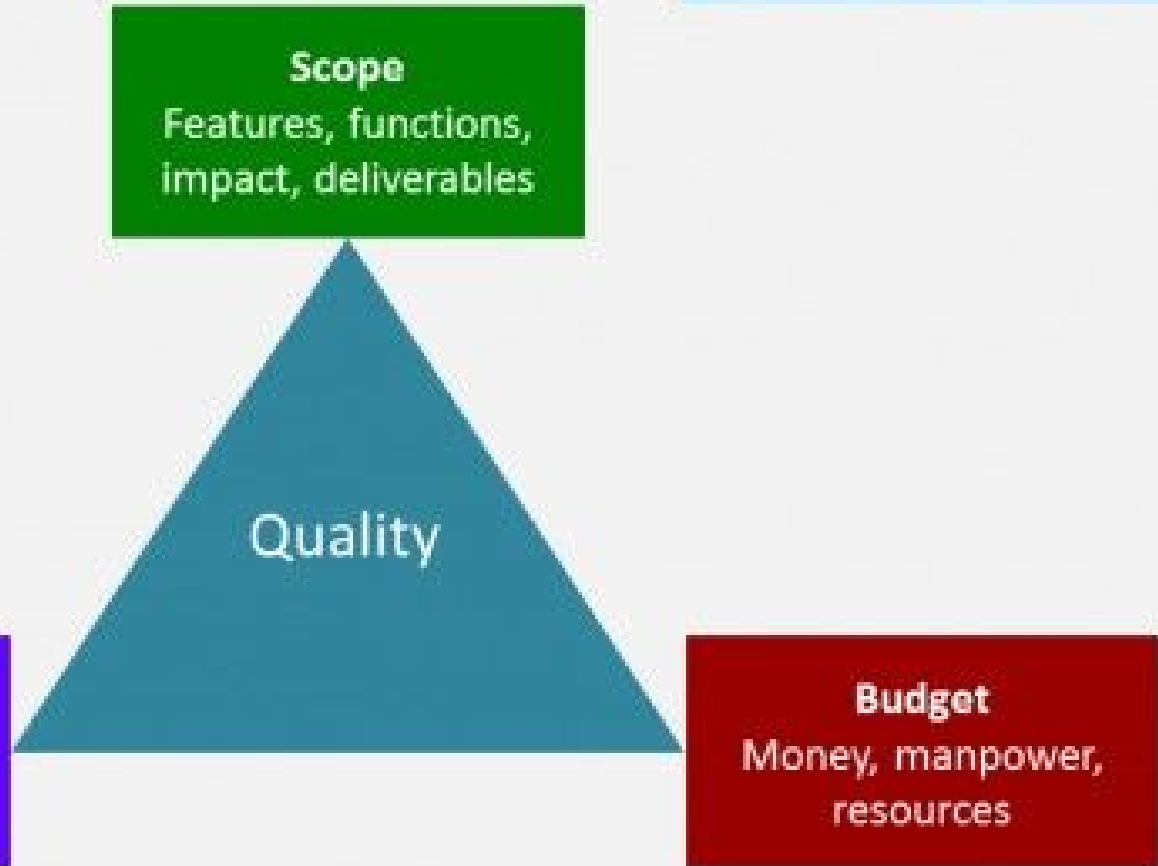 Scope
Features, functions,
impact, deliverables
Quality
Budget
Money, manpower,
resources